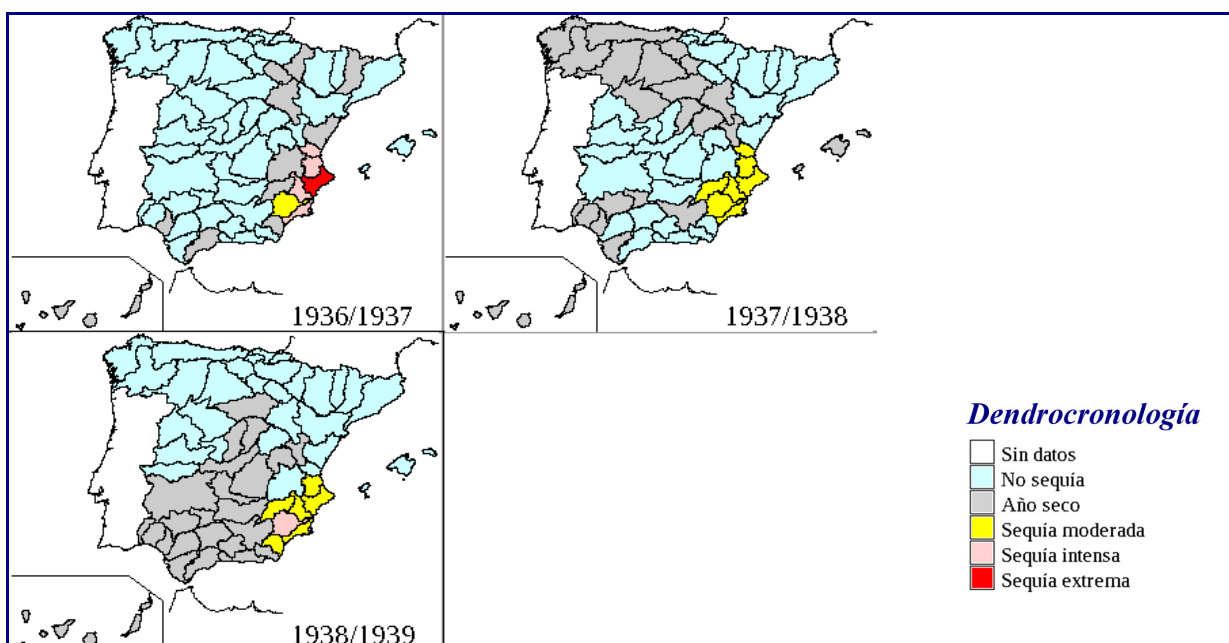 1936/1937
1937/1938
1938/1939
Dendrocronología
Sin datos
No sequía
Año seco
Sequía moderada
Sequía intensa
Sequía extrema